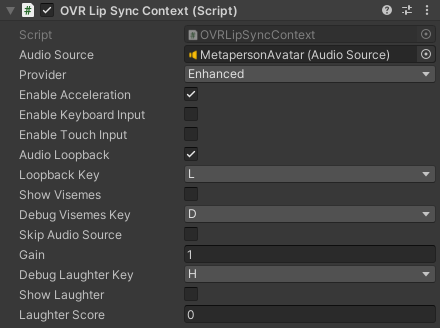 OVR Lip Sync Context (Script)
Script OVRLipSyncContext
Audio Source MetapersonAvatar (Audio Source)
Provider Enhanced
Enable Acceleration
Enable Keyboard Input
Enable Touch Input
Audio Loopback
Loopback Key L
Show Visemes
Debug Visemes Key D
Skip Audio Source
Gain 1
Debug Laughter Key H
Show Laughter
Laughter Score 0